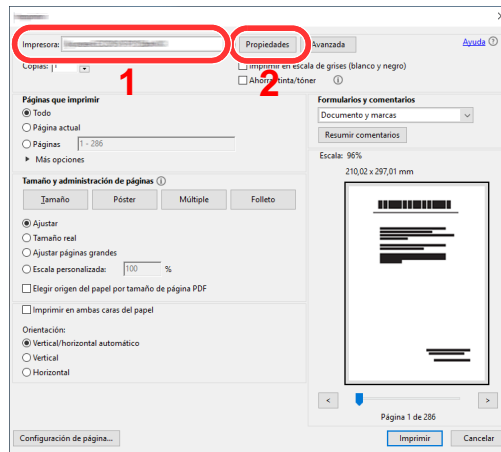 Impresora:
Propiedades
Avanzada
Ayuda
Copias: 1
Imprimir en escala de grises (blanco y negro)
Ahorrar tinta/tóner
1
2
Páginas que imprimir
Todo
Página actual
Páginas 1 - 286
Más opciones
Formularios y comentarios
Documento y marcas
Resumir comentarios
Escala: 96%
210,02 x 297,01 mm
Tamaño y administración de páginas
Tamaño Póster Múltiple Folleto
Ajustar
Tamaño real
Ajustar páginas grandes
Escala personalizada: 100 %
Elegir origen del papel por tamaño de página PDF
Imprimir en ambas caras del papel
Orientación:
Vertical/horizontal automático
Vertical
Horizontal
< >
Página 1 de 286
Configuración de página...
Imprimir Cancelar